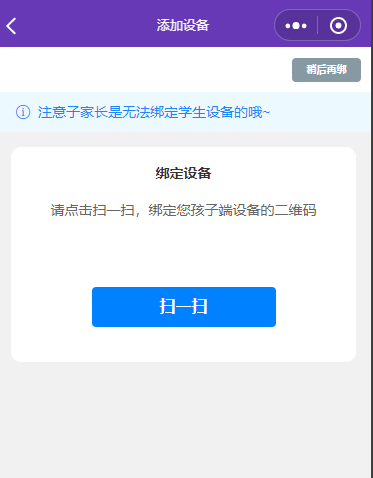 添加设备
稍后再绑
注意子家长是无法绑定学生设备的哦~
绑定设备
请点击扫一扫，绑定您孩子端设备的二维码
扫一扫